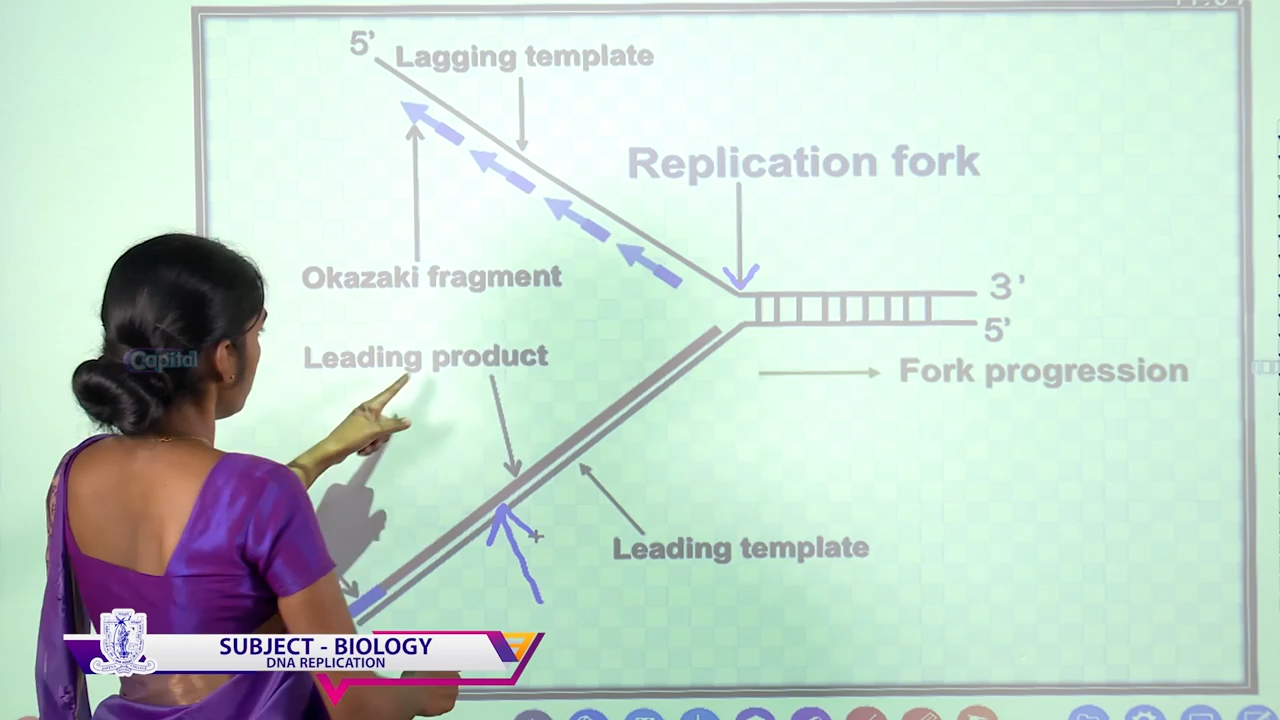 5'
Lagging template
Replication fork
Okazaki fragment
3'
5'
Leading product
Fork progression
Leading template
Capital
SUBJECT - BIOLOGY
DNA REPLICATION